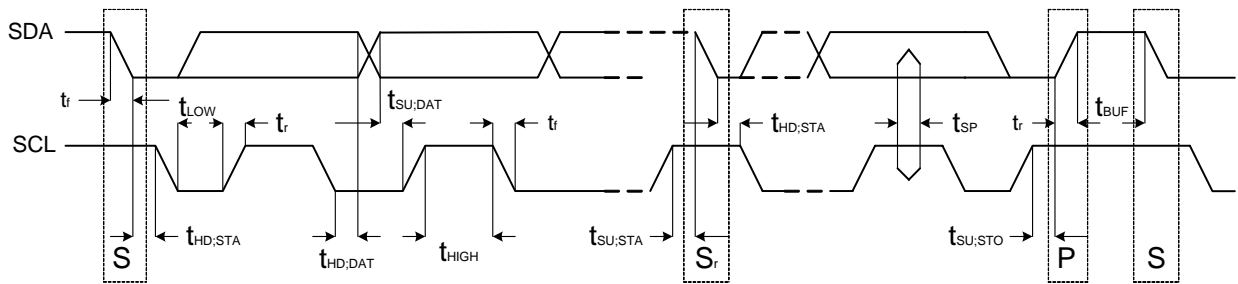 SDA
tf
tLOW
tr
tSU;DAT
tf
tHD;STA
tSP
tr
tBUF
SCL
S
tHD;STA
tHD;DAT
tHIGH
tSU;STA
Sr
tSU;STO
P
S